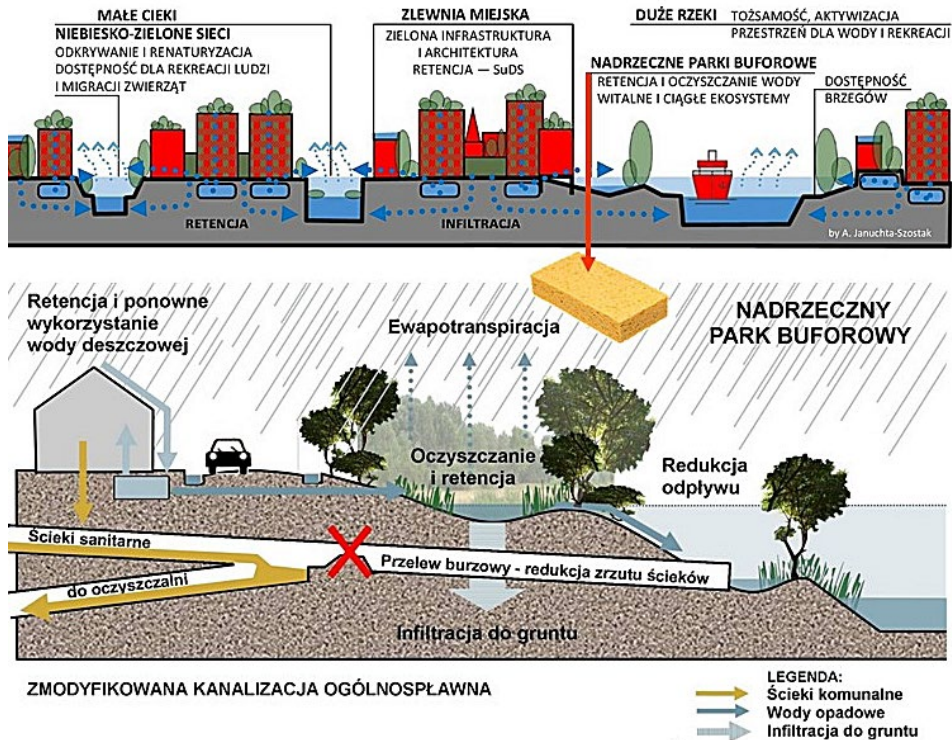 MAŁE CIEKI
NIEBIESKO-ZIELONE SIECI
ODKRYWANIE I RENATURYZACJA
DOSTĘPNOŚĆ DLA REKREACJI LUDZI
I MIGRACJI ZWIERZĄT
ZLEWNIA MIEJSKA
ZIELONA INFRASTRUKTURA
I ARCHITEKTURA
RETENCJA — SuDS
DUŻE RZEKI TOŻSAMOŚĆ, AKTYWIZACJA
PRZESTRZEŃ DLA WODY I REKREACJI
NADRZECZNE PARKI BUFOROWE
RETENCJA I OCZYSZCZANIE WODY
WITALNE I CIĄGŁE EKOSYSTEMY
DOSTĘPNOŚĆ
BRZEGÓW
RETENCJA
INFILTRACJA
by A. Januchta-Szostak
Retencja i ponowne
wykorzystanie
wody deszczowej
Ewapotranspiracja
NADRZECZNY
PARK BUFOROWY
Oczyszczanie
i retencja
Redukcja
odpływu
Ścieki sanitarne
do oczyszczalni
Przelew burzowy - redukcja zrzutu ścieków
Infiltracja do gruntu
ZMODYFIKOWANA KANALIZACJA OGÓLNOSPŁAWNA
LEGENDA:
Ścieki komunalne
Wody opadowe
Infiltracja do gruntu